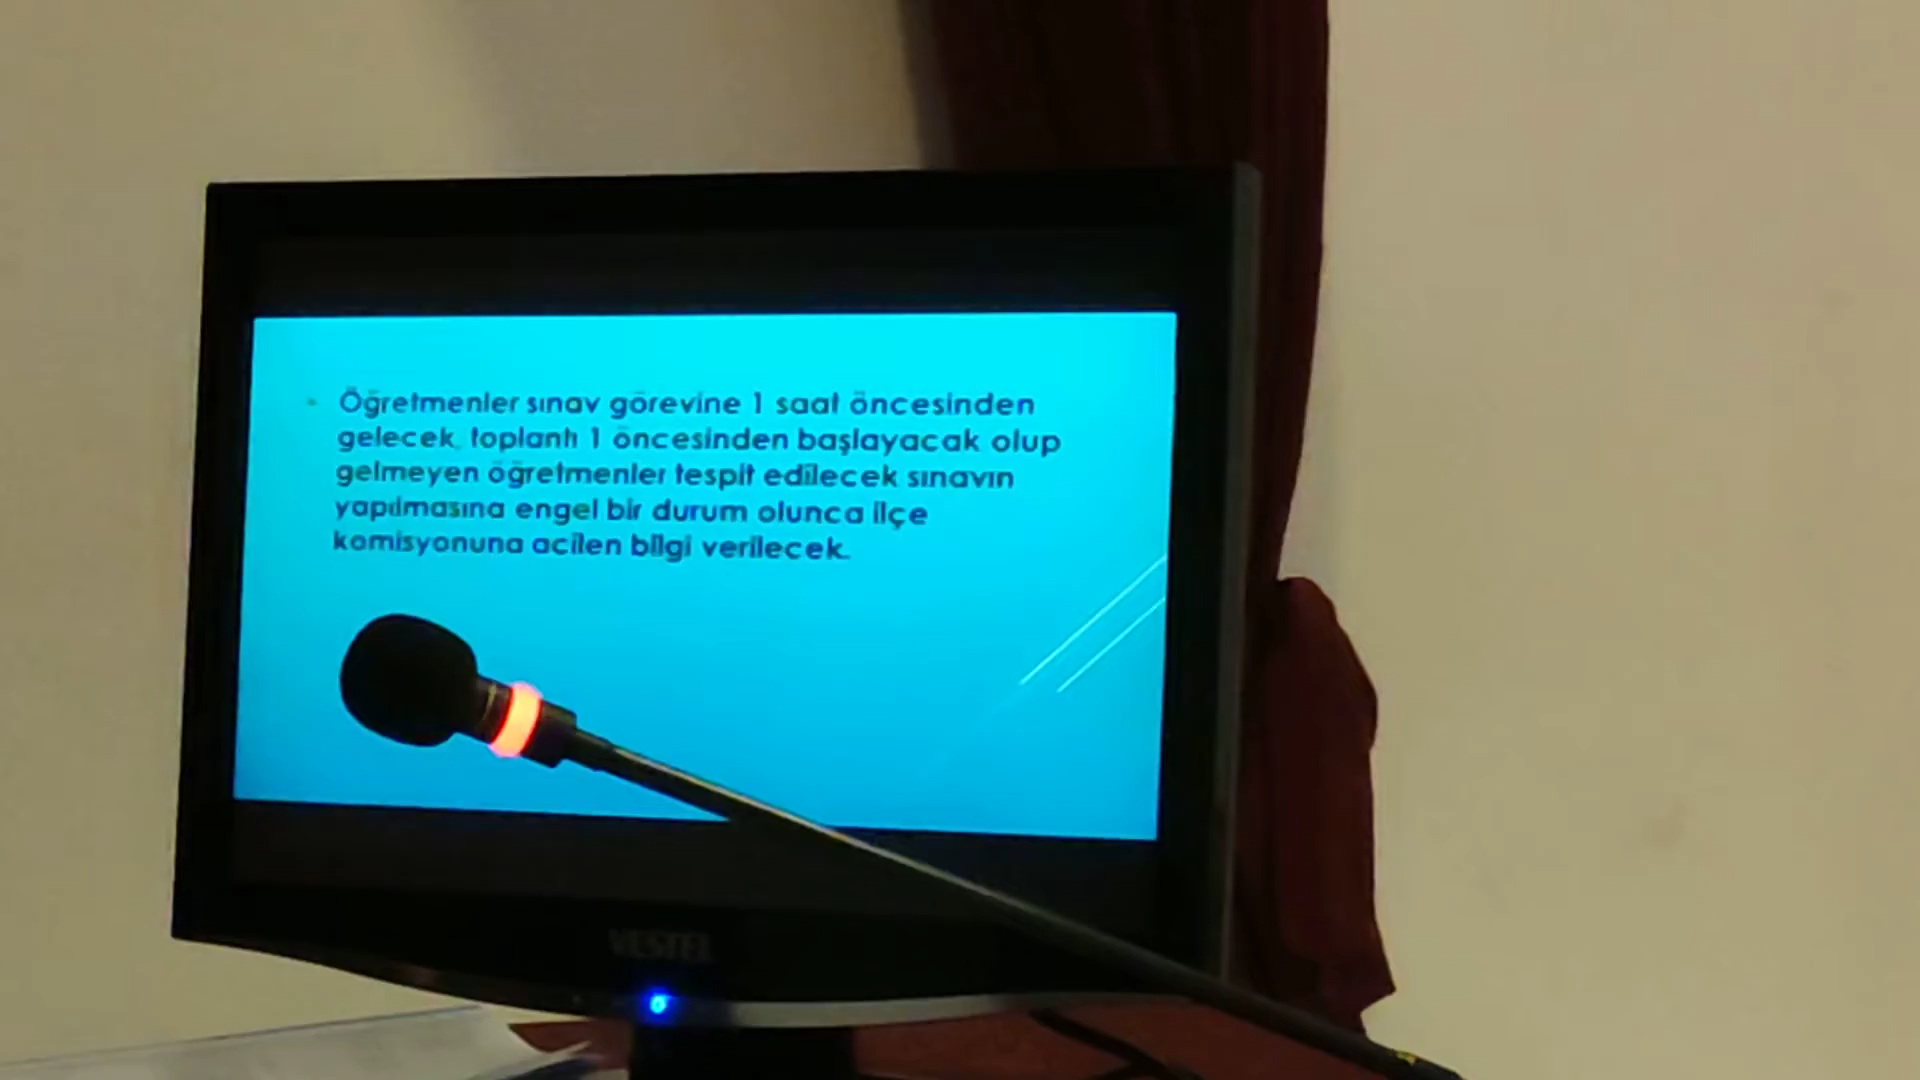 Öğretmenler sınav görevine 1 saat öncesinden
gelecek, toplantı 1 öncesinden başlayacak olup
gelmeyen öğretmenler tespit edilecek sınavın
yapılmasına engel bir durum olunca ilçe
komisyonuna acilen bilgi verilecek.
VESTEL